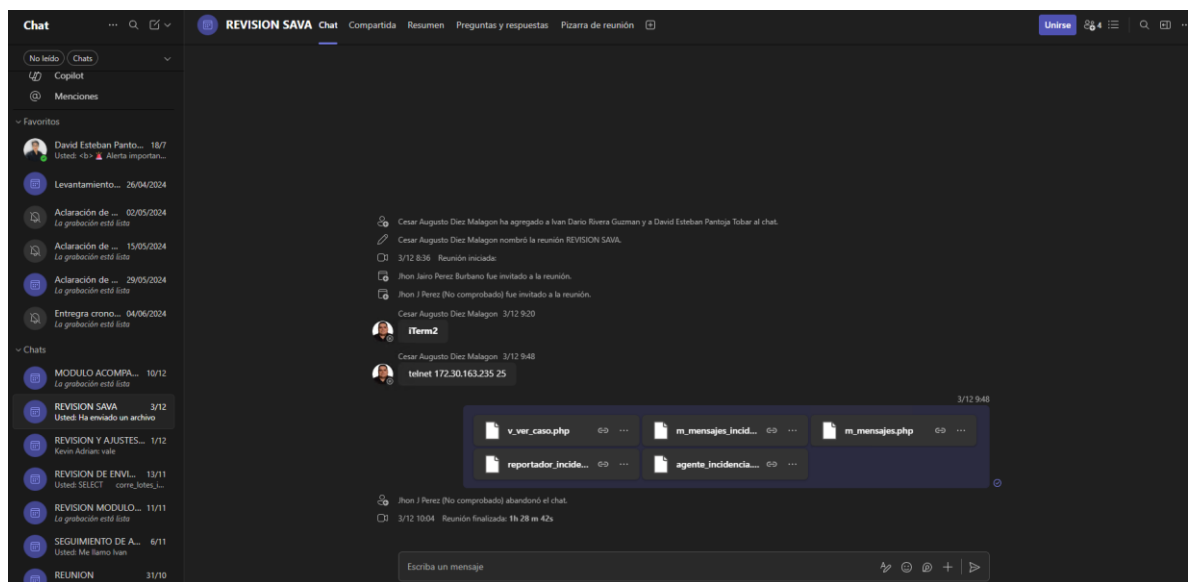 Chat
REVISION SAVA Chat Compartida Resumen Preguntas y respuestas Pizarra de reunión
Unirse 4
No leído Chats
Copilot
Menciones
Favoritos
David Esteban Panto... 18/7
Usted: <b> Alerta importan...
Levantamiento... 26/04/2024
Aclaración de ... 02/05/2024
La grabación está lista
Aclaración de ... 15/05/2024
La grabación está lista
Aclaración de ... 29/05/2024
La grabación está lista
Entregra crono... 04/06/2024
La grabación está lista
Chats
MODULO ACOMPA... 10/12
La grabación está lista
REVISION SAVA 3/12
Usted: Ha enviado un archivo
REVISION Y AJUSTES... 1/12
Kevin Adrian: vale
REVISION DE ENVI... 13/11
Usted: SELECT corre_lotes_i...
REVISION MODULO... 11/11
La grabación está lista
SEGUIMIENTO DE A... 6/11
Usted: Me llamo Ivan
REUNION 31/10
Cesar Augusto Diez Malagon ha agregado a Ivan Dario Rivera Guzman y a David Esteban Pantoja Tobar al chat.
Cesar Augusto Diez Malagon nombró la reunión REVISION SAVA.
3/12 8:36 Reunión iniciada:
Jhon Jairo Perez Burbano fue invitado a la reunión.
Jhon J Perez (No comprobado) fue invitado a la reunión.
Cesar Augusto Diez Malagon 3/12 9:20
iTerm2
Cesar Augusto Diez Malagon 3/12 9:48
telnet 172.30.163.235 25
3/12 9:48
v_ver_caso.php m_mensajes_incid... m_mensajes.php
reportador_incide... agente_incidencia....
Jhon J Perez (No comprobado) abandonó el chat.
3/12 10:04 Reunión finalizada: 1h 28 m 42s
Escriba un mensaje